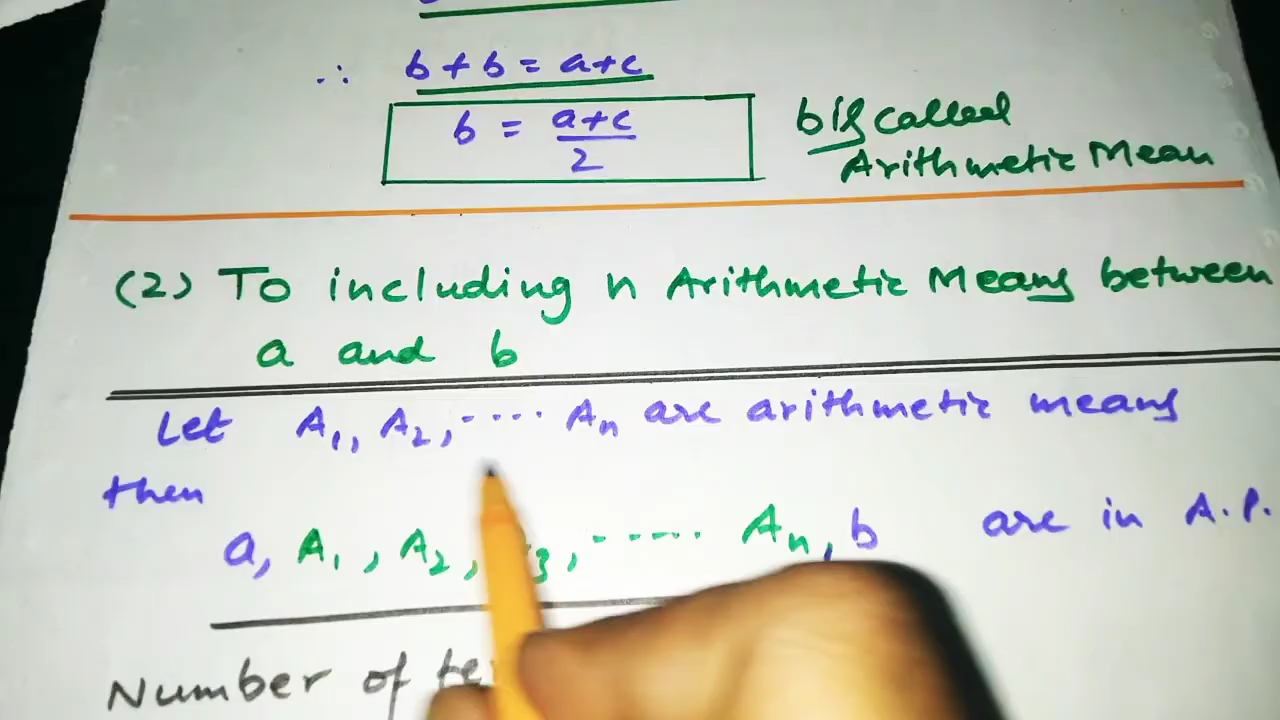 ∴ b + b = a+c
b = a+c/2 b is called
Arithmetic Mean
(2) To including n Arithmetic Means between
a and b
Let A₁, A₂, .... Aₙ are arithmetic means
then
a, A₁, A₂, ₃, ..... Aₙ, b are in A.P.
Number of